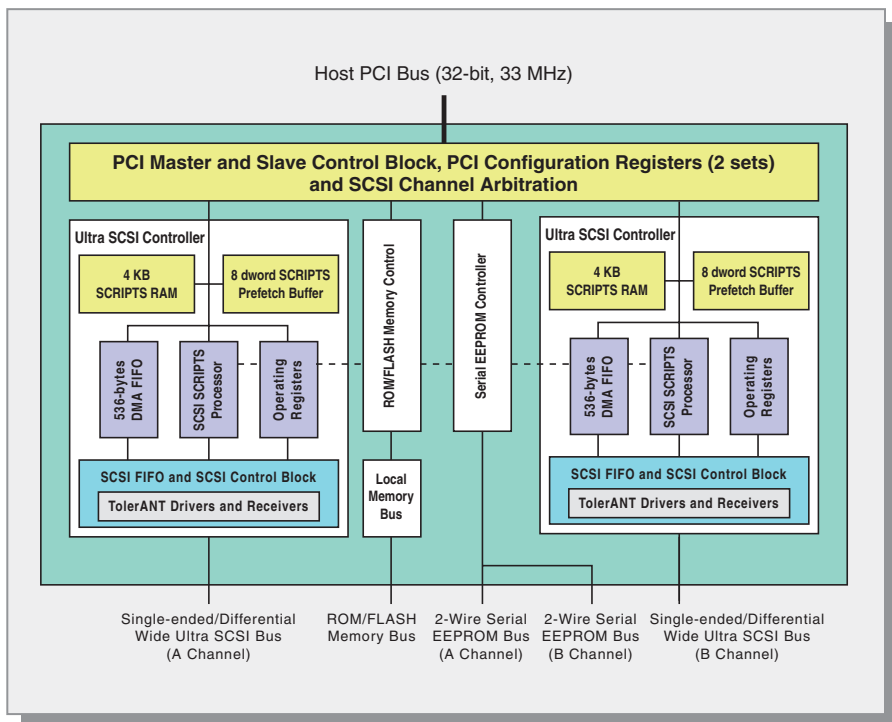 Host PCI Bus (32-bit, 33 MHz)
PCI Master and Slave Control Block, PCI Configuration Registers (2 sets)
and SCSI Channel Arbitration
Ultra SCSI Controller
4 KB
SCRIPTS RAM
8 dword SCRIPTS
Prefetch Buffer
536-bytes
DMA FIFO
SCSI SCRIPTS
Processor
Operating
Registers
SCSI FIFO and SCSI Control Block
TolerANT Drivers and Receivers
ROM/FLASH Memory Control
Local
Memory
Bus
Serial EEPROM Controller
Ultra SCSI Controller
4 KB
SCRIPTS RAM
8 dword SCRIPTS
Prefetch Buffer
536-bytes
DMA FIFO
SCSI SCRIPTS
Processor
Operating
Registers
SCSI FIFO and SCSI Control Block
TolerANT Drivers and Receivers
Single-ended/Differential
Wide Ultra SCSI Bus
(A Channel)
ROM/FLASH
Memory Bus
2-Wire Serial
EEPROM Bus
(A Channel)
2-Wire Serial
EEPROM Bus
(B Channel)
Single-ended/Differential
Wide Ultra SCSI Bus
(B Channel)